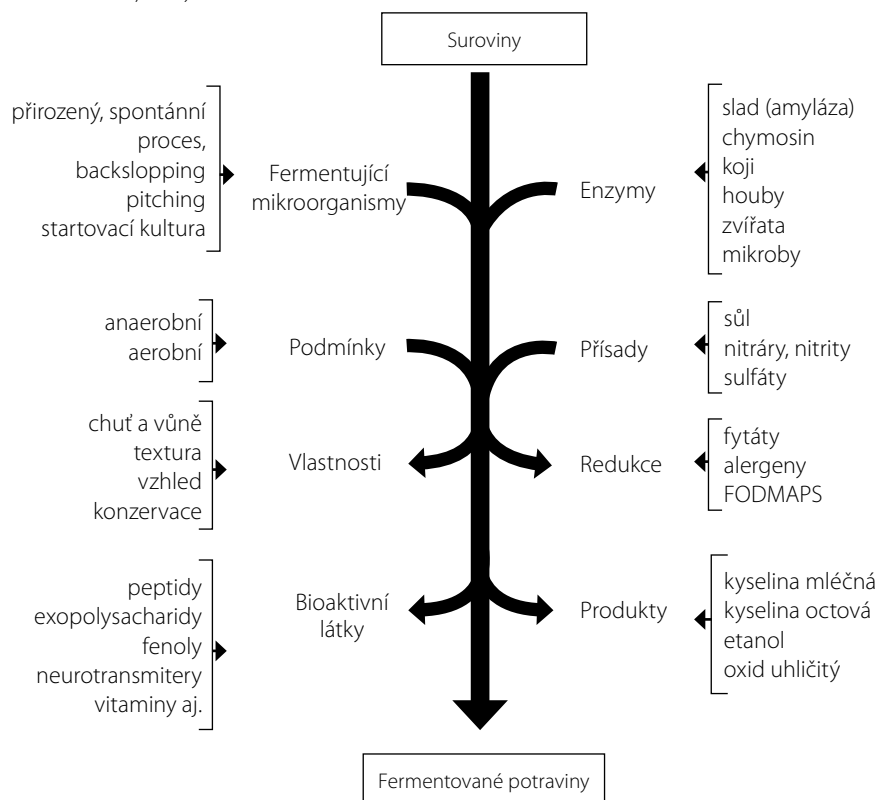 Suroviny
přirozený, spontánní
proces,
backslopping
pitching
startovací kultura
Fermentující
mikroorganismy
Enzymy
slad (amyláza)
chymosin
koji
houby
zvířata
mikroby
anaerobní
aerobní
Podmínky
Přísady
sůl
nitráry, nitrity
sulfáty
chuť a vůně
textura
vzhled
konzervace
Vlastnosti
Redukce
fytáty
alergeny
FODMAPS
peptidy
exopolysacharidy
fenoly
neurotransmitery
vitaminy aj.
Bioaktivní
látky
Produkty
kyselina mléčná
kyselina octová
etanol
oxid uhličitý
Fermentované potraviny